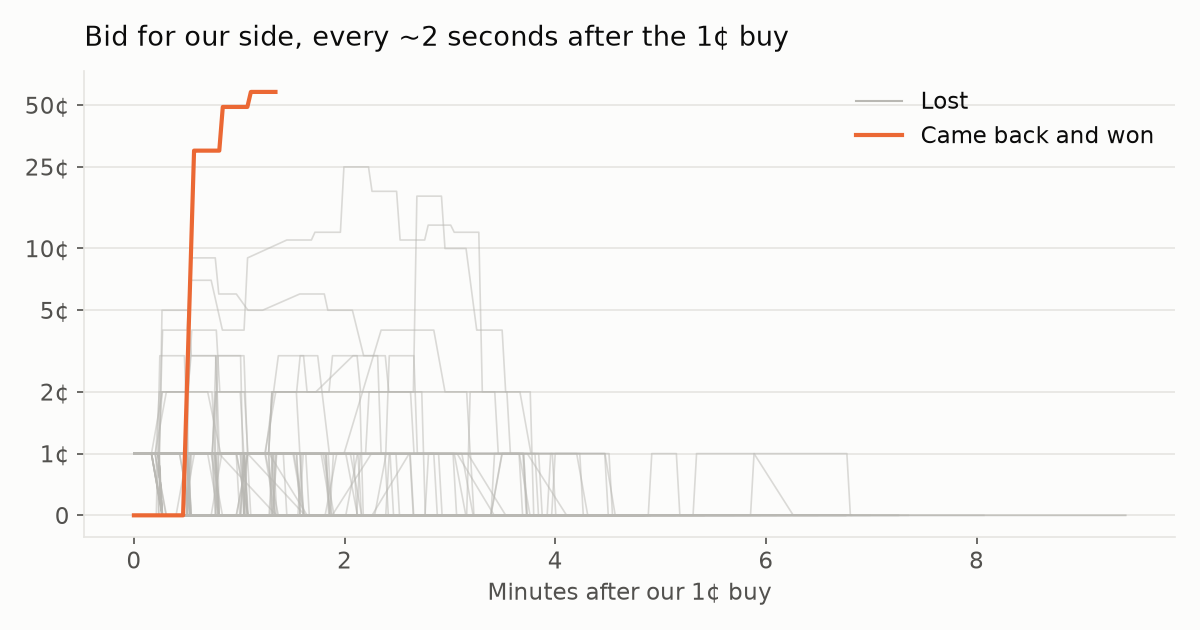 Bid for our side, every ~2 seconds after the 1¢ buy
50¢
25¢
10¢
5¢
2¢
1¢
0
Lost
Came back and won
0 2 4 6 8
Minutes after our 1¢ buy